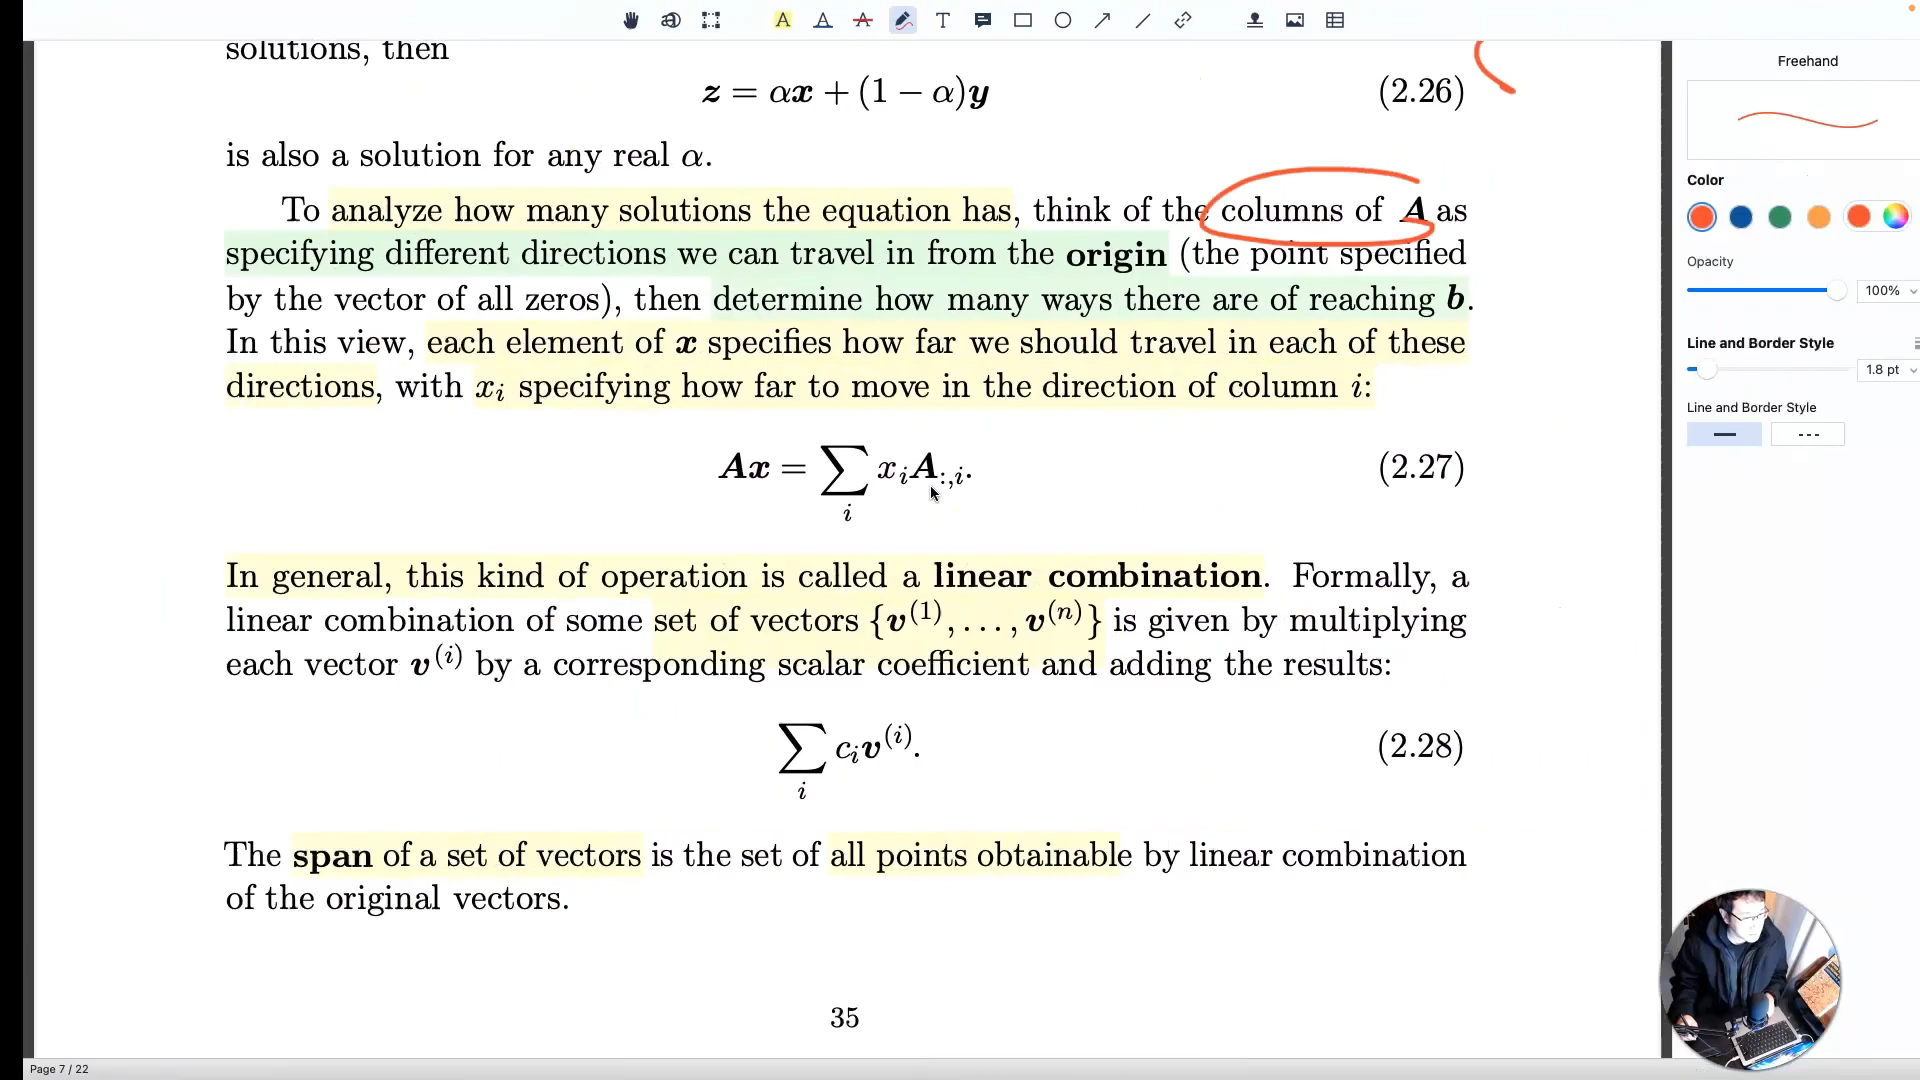 solutions, then
z = αx + (1 − α)y (2.26)
is also a solution for any real α.
To analyze how many solutions the equation has, think of the columns of A as
specifying different directions we can travel in from the origin (the point specified
by the vector of all zeros), then determine how many ways there are of reaching b.
In this view, each element of x specifies how far we should travel in each of these
directions, with xᵢ specifying how far to move in the direction of column i:
Ax = ∑ᵢ xᵢA:,ᵢ. (2.27)
In general, this kind of operation is called a linear combination. Formally, a
linear combination of some set of vectors {v⁽¹⁾, . . . , v⁽ⁿ⁾} is given by multiplying
each vector v⁽ⁱ⁾ by a corresponding scalar coefficient and adding the results:
∑ᵢ cᵢv⁽ⁱ⁾. (2.28)
The span of a set of vectors is the set of all points obtainable by linear combination
of the original vectors.
35
Page 7 / 22
Freehand
Color
Opacity
100%
Line and Border Style
1.8 pt
Line and Border Style